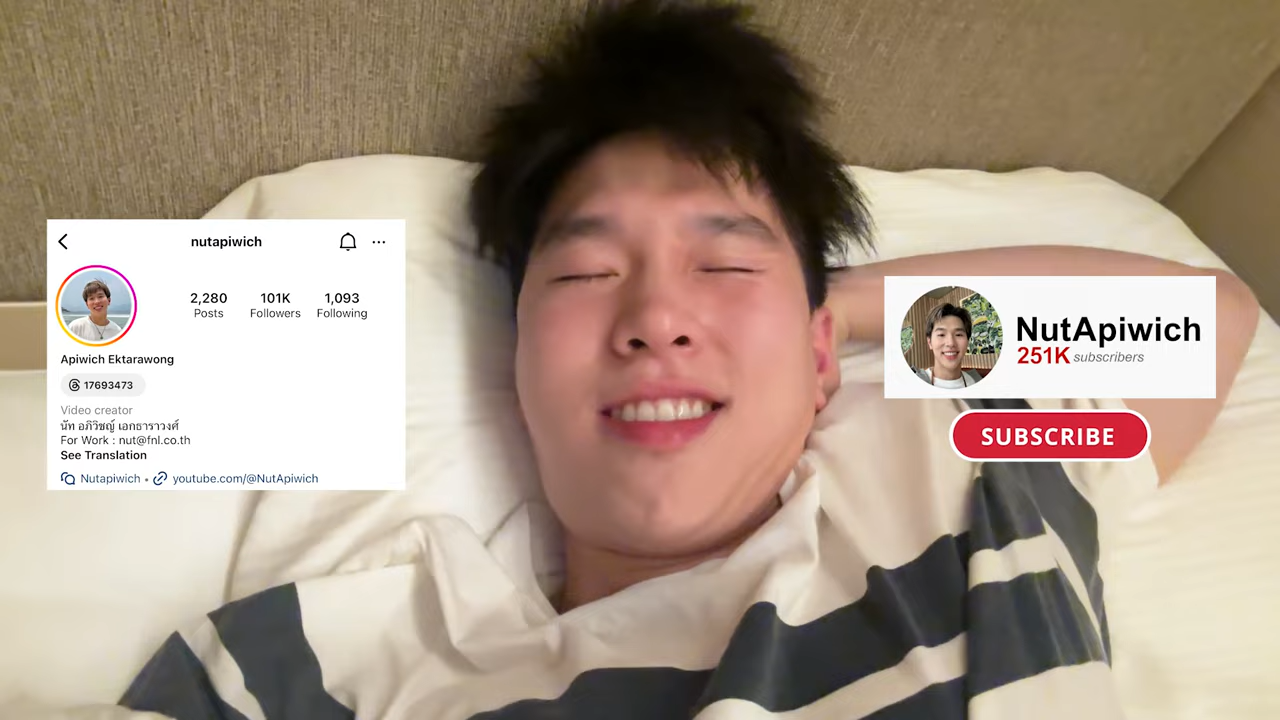 nutapiwich
2,280 101K 1,093
Posts Followers Following
Apiwich Ektarawong
17693473
Video creator
นัท อภิวิชญ์ เอกธาราวงศ์
For Work : nut@fnl.co.th
See Translation
Nutapiwich • youtube.com/@NutApiwich
NutApiwich
251K subscribers
SUBSCRIBE